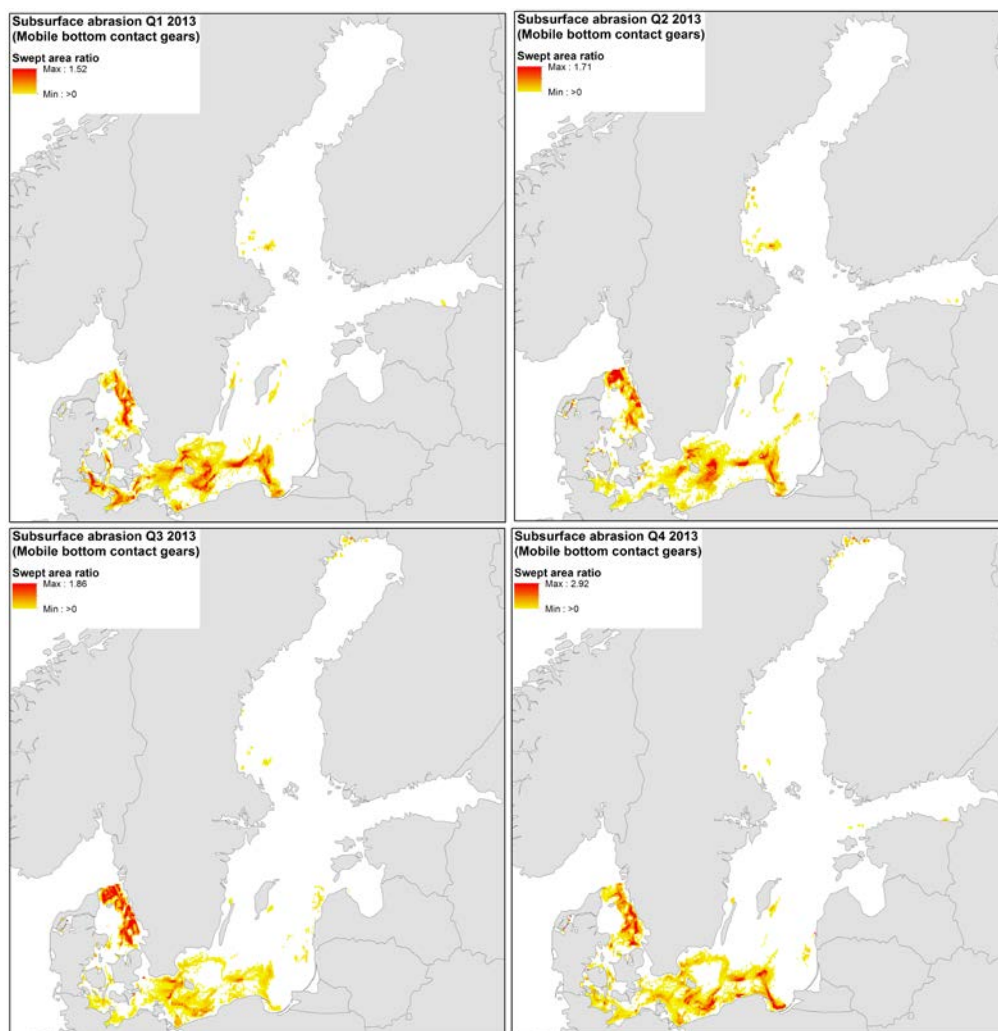 Subsurface abrasion Q1 2013
(Mobile bottom contact gears)
Swept area ratio
Max : 1.52
Min : >0
Subsurface abrasion Q2 2013
(Mobile bottom contact gears)
Swept area ratio
Max : 1.71
Min : >0
Subsurface abrasion Q3 2013
(Mobile bottom contact gears)
Swept area ratio
Max : 1.86
Min : >0
Subsurface abrasion Q4 2013
(Mobile bottom contact gears)
Swept area ratio
Max : 2.92
Min : >0